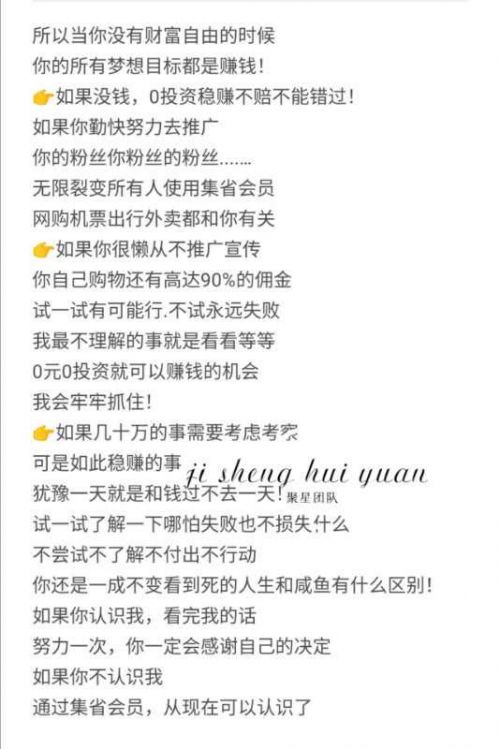 所以当你没有财富自由的时候
你的所有梦想目标都是赚钱！
👉如果没钱，0投资稳赚不赔不能错过！
如果你勤快努力去推广
你的粉丝你粉丝的粉丝.......
无限裂变所有人使用集省会员
网购机票出行外卖都和你有关
👉如果你很懒从不推广宣传
你自己购物还有高达90%的佣金
试一试有可能行.不试永远失败
我最不理解的事就是看看等等
0元0投资就可以赚钱的机会
我会牢牢抓住！
👉如果几十万的事需要考虑考察
可是如此稳赚的事
ji sheng hui yuan
犹豫一天就是和钱过不去一天！
聚星团队
试一试了解一下哪怕失败也不损失什么
不尝试不了解不付出不行动
你还是一成不变看到死的人生和咸鱼有什么区别！
如果你认识我，看完我的话
努力一次，你一定会感谢自己的决定
如果你不认识我
通过集省会员，从现在可以认识了